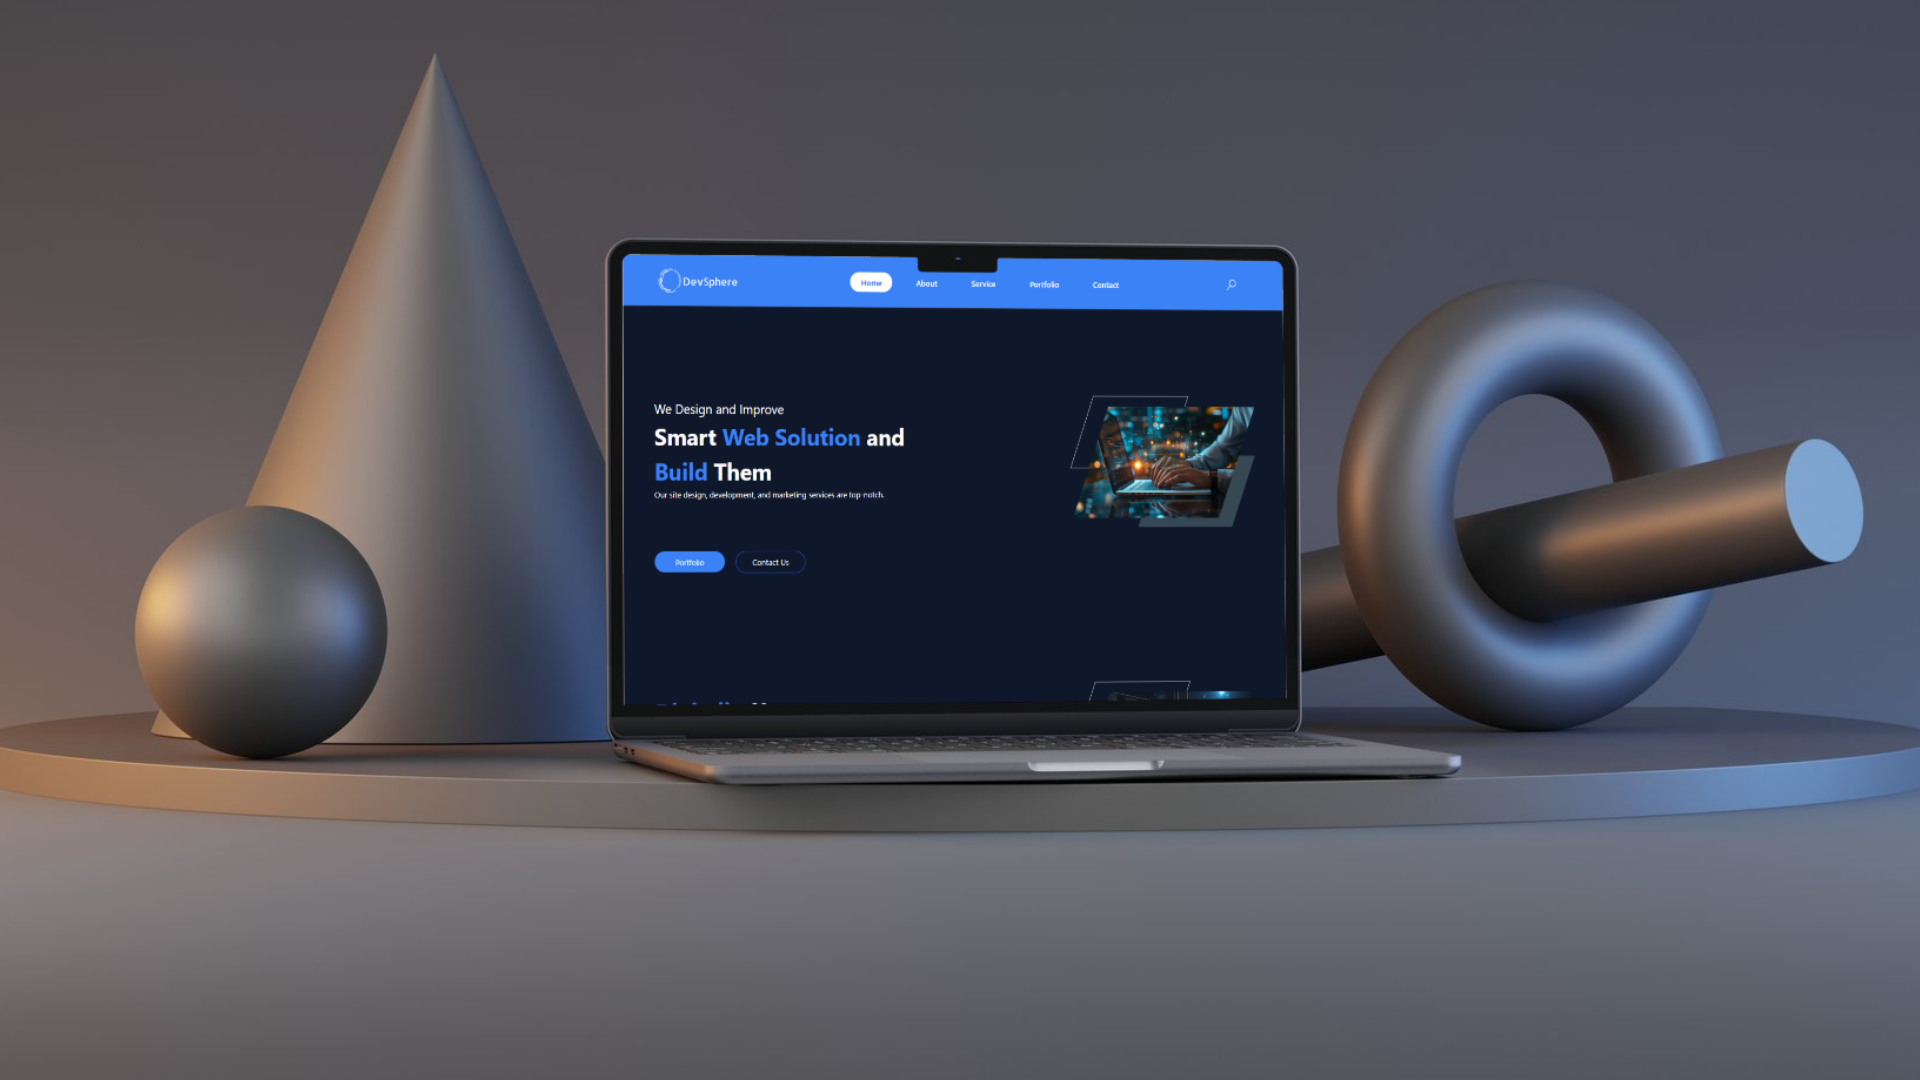 DevSphere
Home
About
Service
Portfolio
Contact
We Design and Improve
Smart Web Solution and
Build Them
Our site design, development, and marketing services are top-notch.
Portfolio
Contact Us